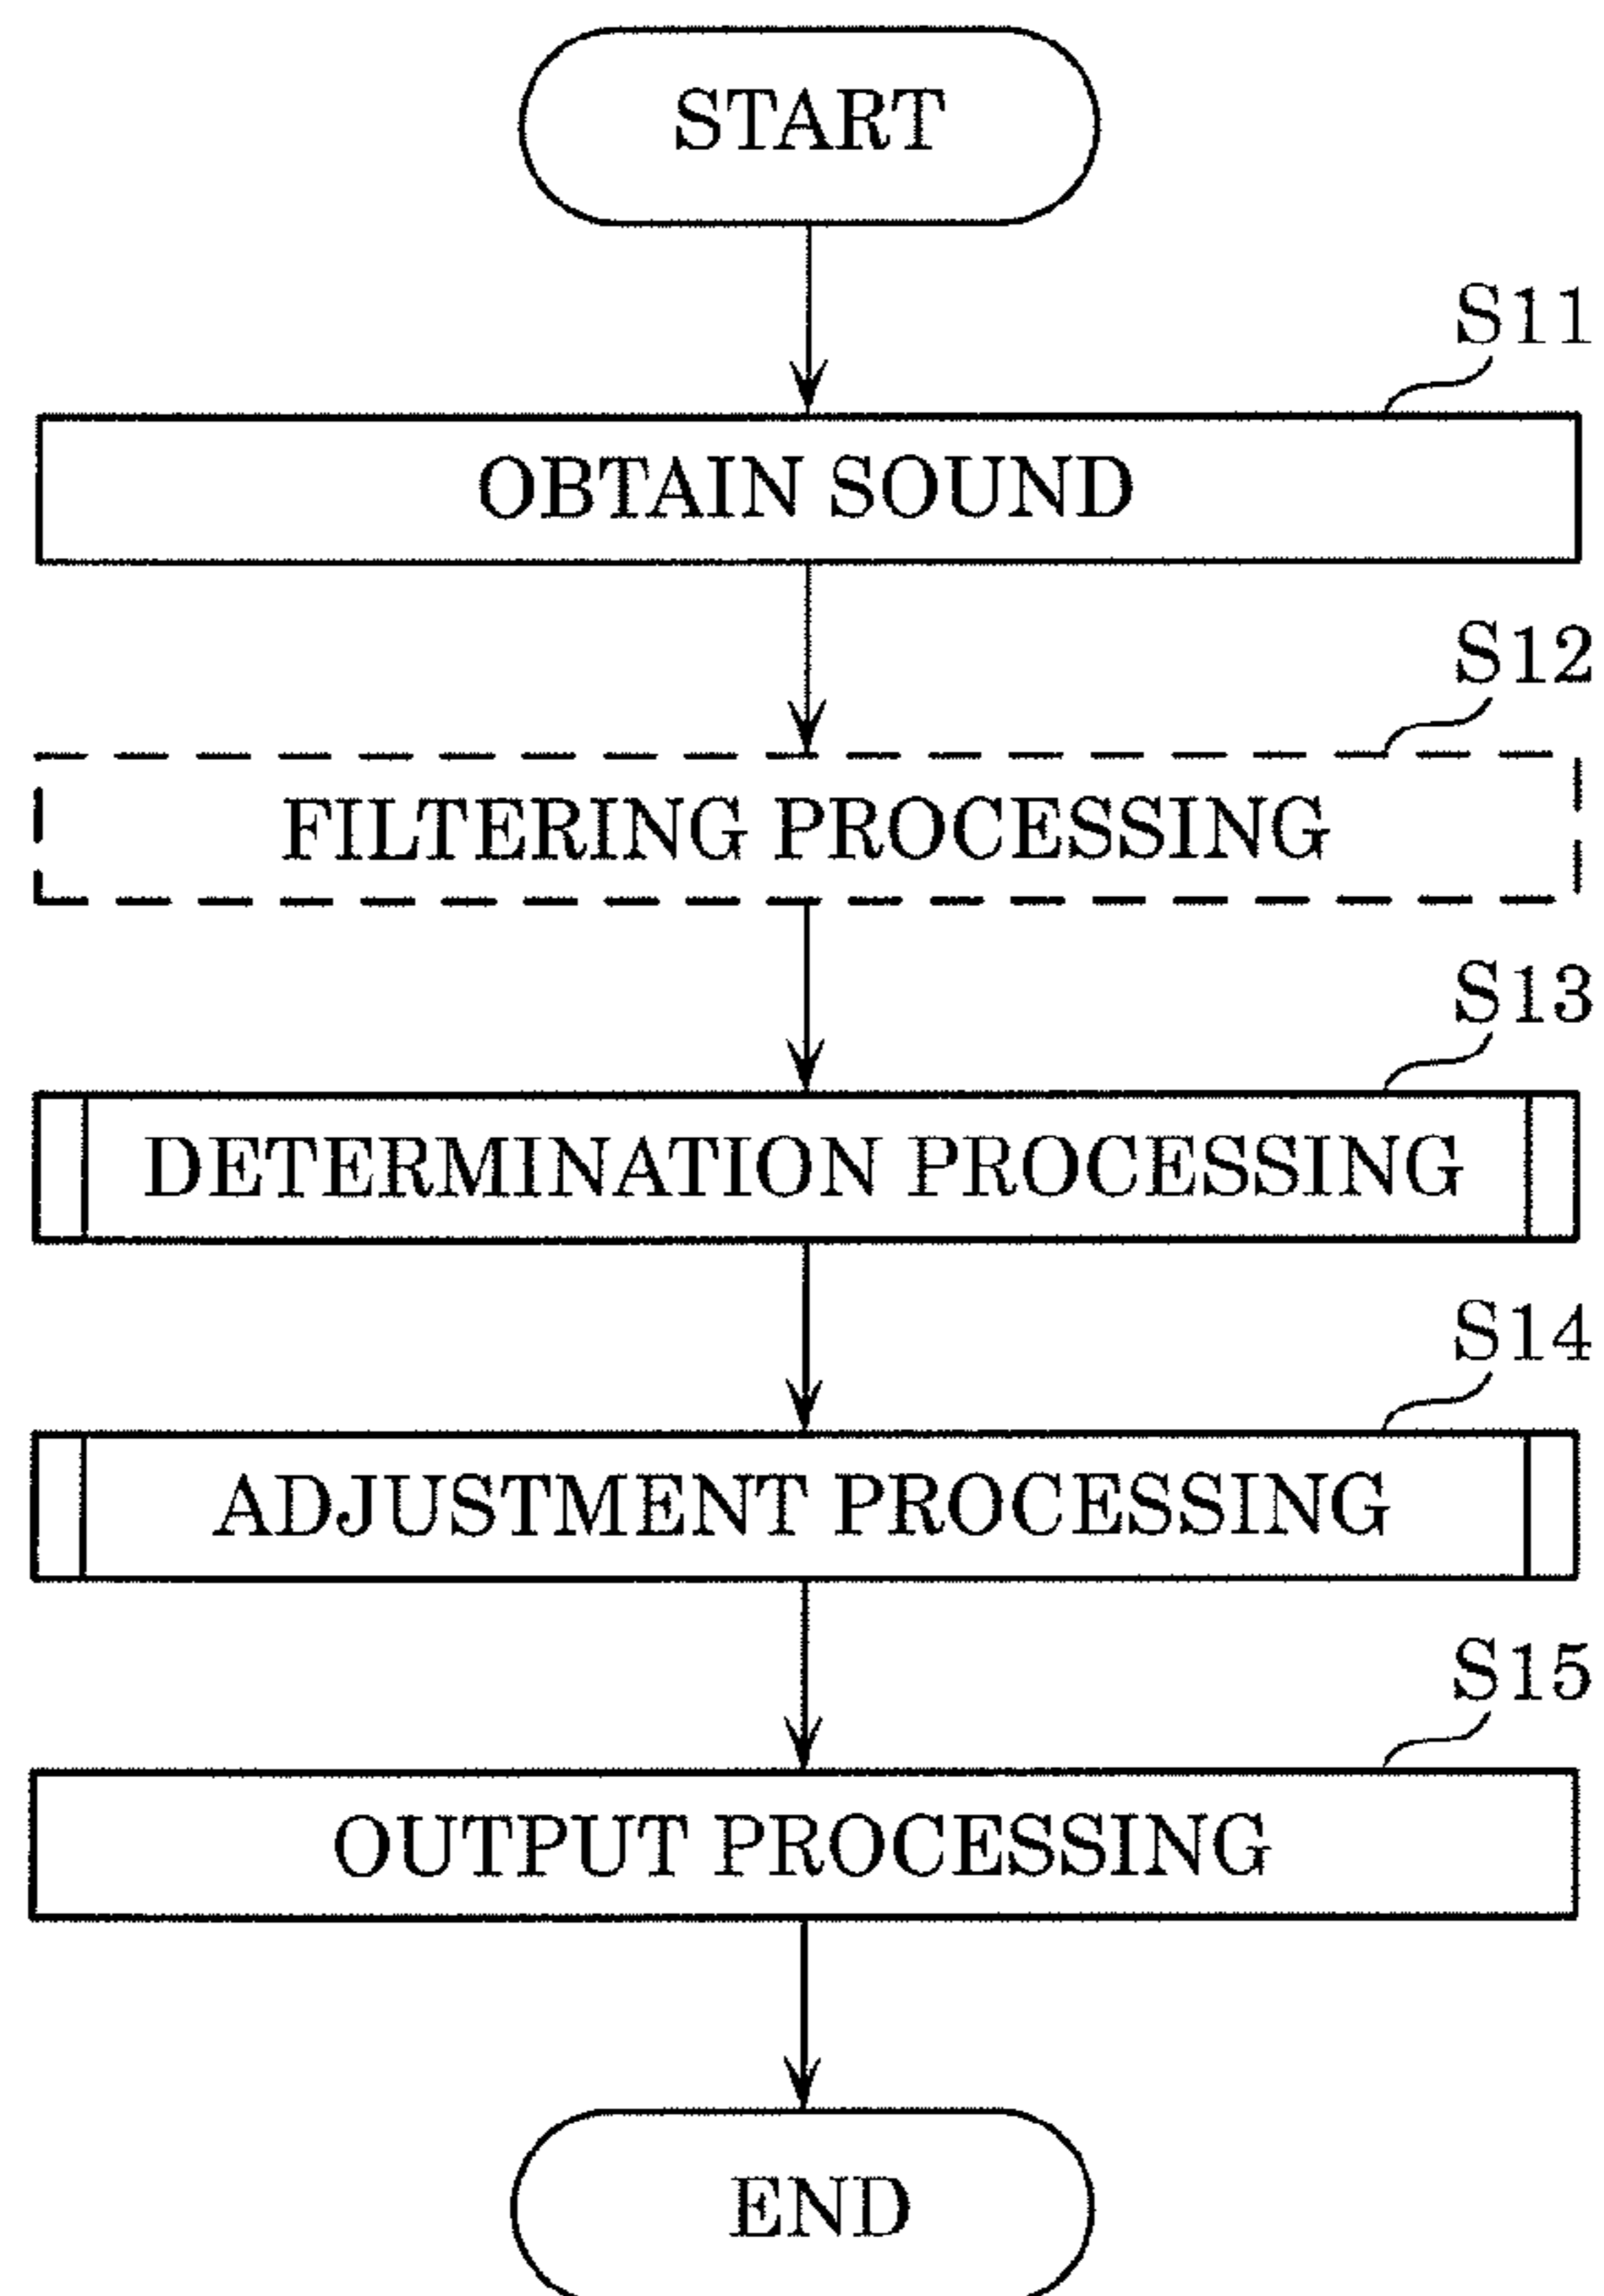 START
S11
OBTAIN SOUND
S12
FILTERING PROCESSING
S13
DETERMINATION PROCESSING
S14
ADJUSTMENT PROCESSING
S15
OUTPUT PROCESSING
END